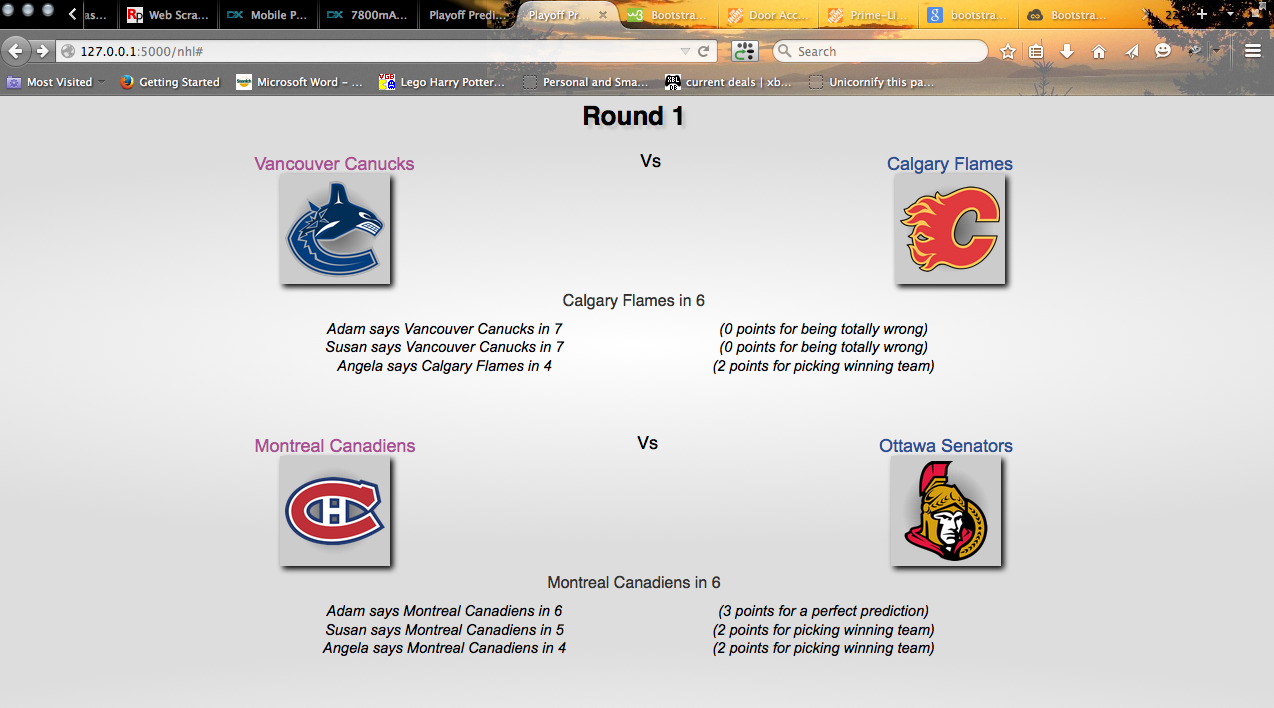 as...
Web Scra...
Mobile P...
7800mA...
Playoff Predi...
Playoff Pr...
Bootstra...
Door Acc...
Prime-Li...
bootstra...
Bootstra...
127.0.0.1:5000/nhl#
Search
Most Visited
Getting Started
Microsoft Word – ...
Lego Harry Potter...
Personal and Sma...
current deals | xb...
Unicornify this pa...
Round 1
Vancouver Canucks
Vs
Calgary Flames
Calgary Flames in 6
Adam says Vancouver Canucks in 7 (0 points for being totally wrong)
Susan says Vancouver Canucks in 7 (0 points for being totally wrong)
Angela says Calgary Flames in 4 (2 points for picking winning team)
Montreal Canadiens
Vs
Ottawa Senators
Montreal Canadiens in 6
Adam says Montreal Canadiens in 6 (3 points for a perfect prediction)
Susan says Montreal Canadiens in 5 (2 points for picking winning team)
Angela says Montreal Canadiens in 4 (2 points for picking winning team)